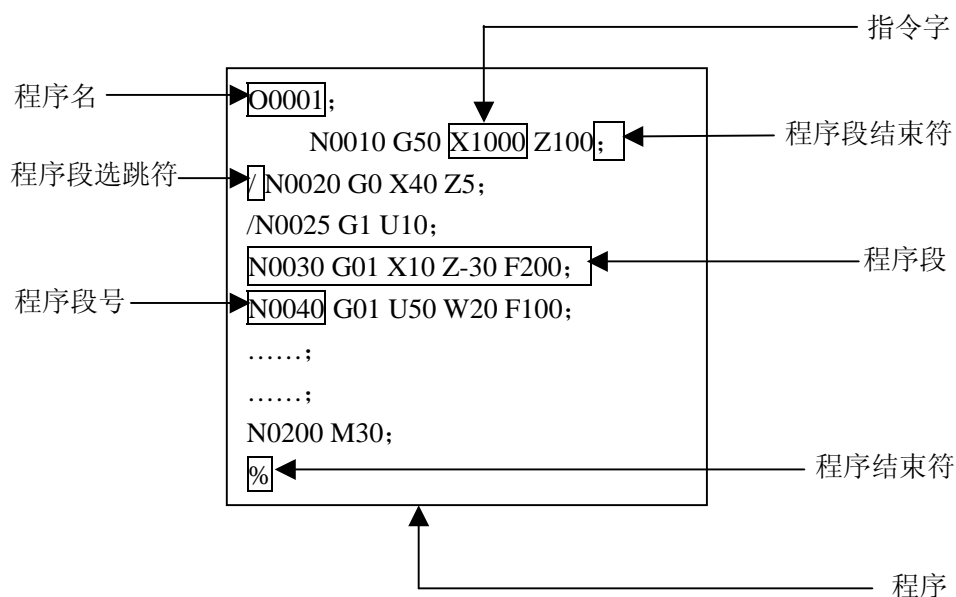 指令字
程序名
O0001；
N0010 G50 X1000 Z100；
程序段结束符
程序段选跳符
/ N0020 G0 X40 Z5；
/N0025 G1 U10；
N0030 G01 X10 Z-30 F200；
程序段
程序段号
N0040 G01 U50 W20 F100；
……；
……；
N0200 M30；
%
程序结束符
程序